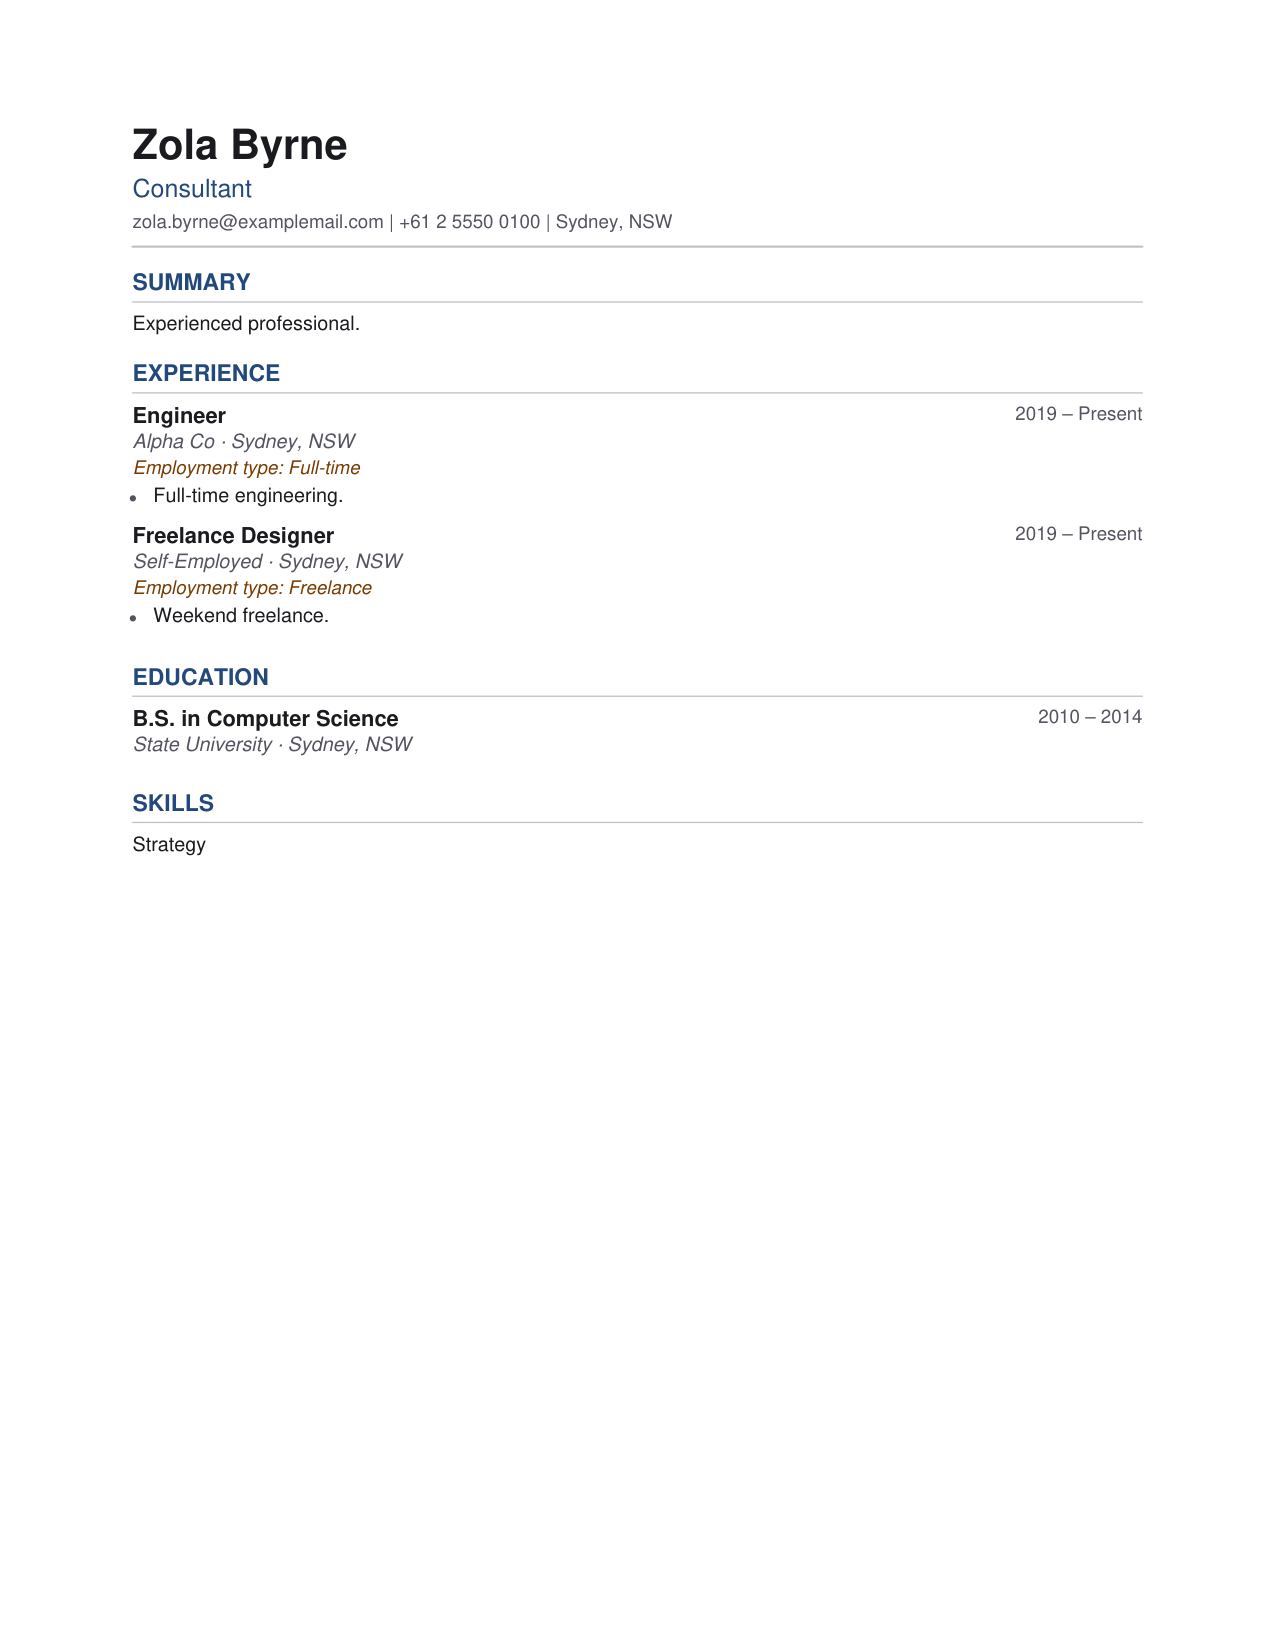 Zola Byrne
Consultant
zola.byrne@examplemail.com | +61 2 5550 0100 | Sydney, NSW
SUMMARY
Experienced professional.
EXPERIENCE
Engineer 2019 – Present
Alpha Co · Sydney, NSW
Employment type: Full-time
• Full-time engineering.
Freelance Designer 2019 – Present
Self-Employed · Sydney, NSW
Employment type: Freelance
• Weekend freelance.
EDUCATION
B.S. in Computer Science 2010 – 2014
State University · Sydney, NSW
SKILLS
Strategy